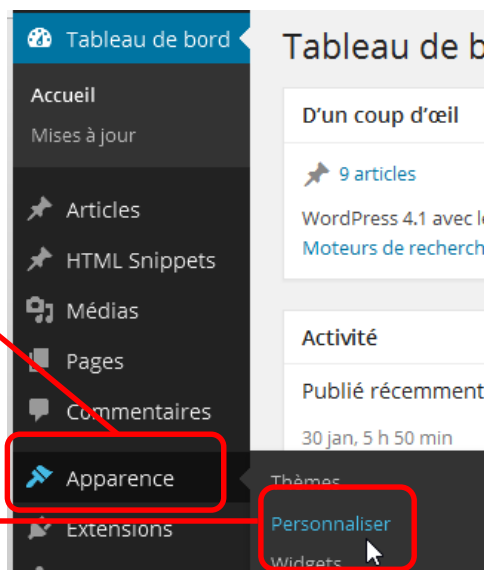 Tableau de bord
Accueil
Mises à jour
Articles
HTML Snippets
Médias
Pages
Commentaires
Apparence
Extensions
Thèmes
Personnaliser
Widgets
Tableau de b
D'un coup d'œil
9 articles
WordPress 4.1 avec l
Moteurs de recherch
Activité
Publié récemment
30 jan, 5 h 50 min